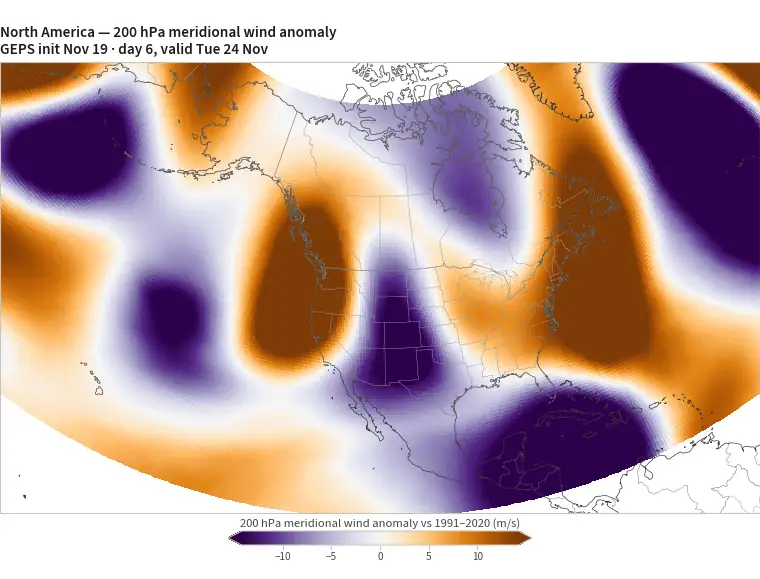 North America — 200 hPa meridional wind anomaly
GEPS init Nov 19 · day 6, valid Tue 24 Nov
200 hPa meridional wind anomaly vs 1991–2020 (m/s)
−10 −5 0 5 10